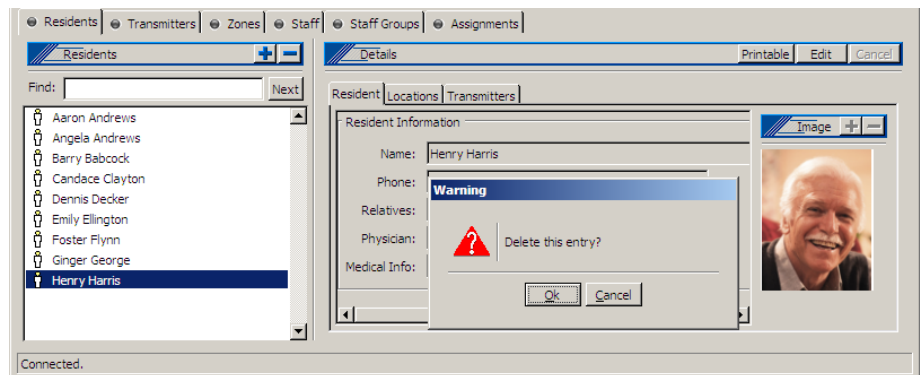 Residents Transmitters Zones Staff Staff Groups Assignments
Residents
Details Printable Edit Cancel
Find: Next
Aaron Andrews
Angela Andrews
Barry Babcock
Candace Clayton
Dennis Decker
Emily Ellington
Foster Flynn
Ginger George
Henry Harris
Resident Locations Transmitters
Resident Information
Name: Henry Harris
Phone:
Relatives:
Physician:
Medical Info:
Image
Warning
Delete this entry?
Ok Cancel
Connected.